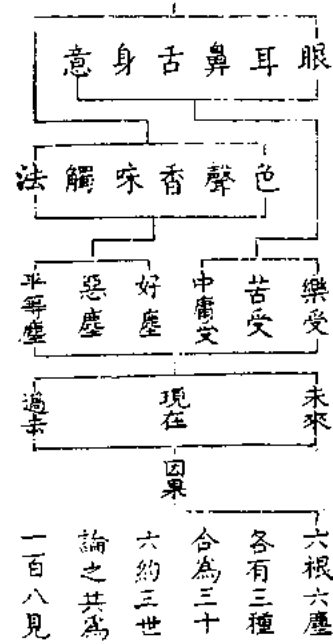 眼耳鼻舌身意
色聲香味觸法
樂受
苦受
中庸受
好塵
惡塵
平等塵
未來
現在
過去
因果
六根六塵
各有三種
合為三十
六約三世
論之共為
一百八見